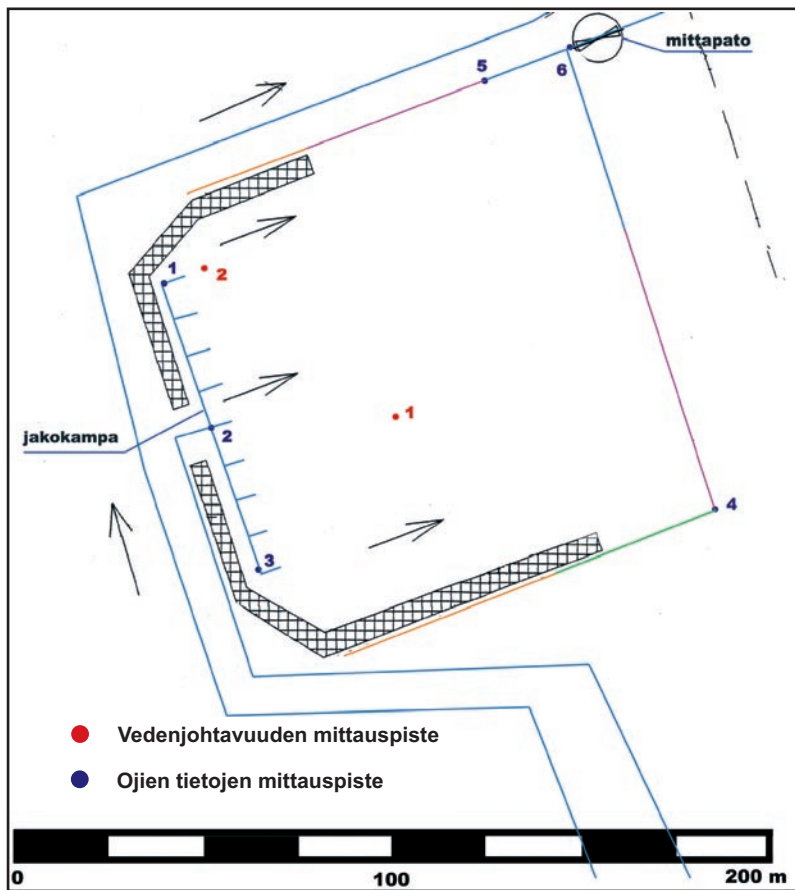 mittapato
5
6
1
2
jakokampa
2
1
3
4
Vedenjohtavuuden mittauspiste
Ojien tietojen mittauspiste
0 100 200 m